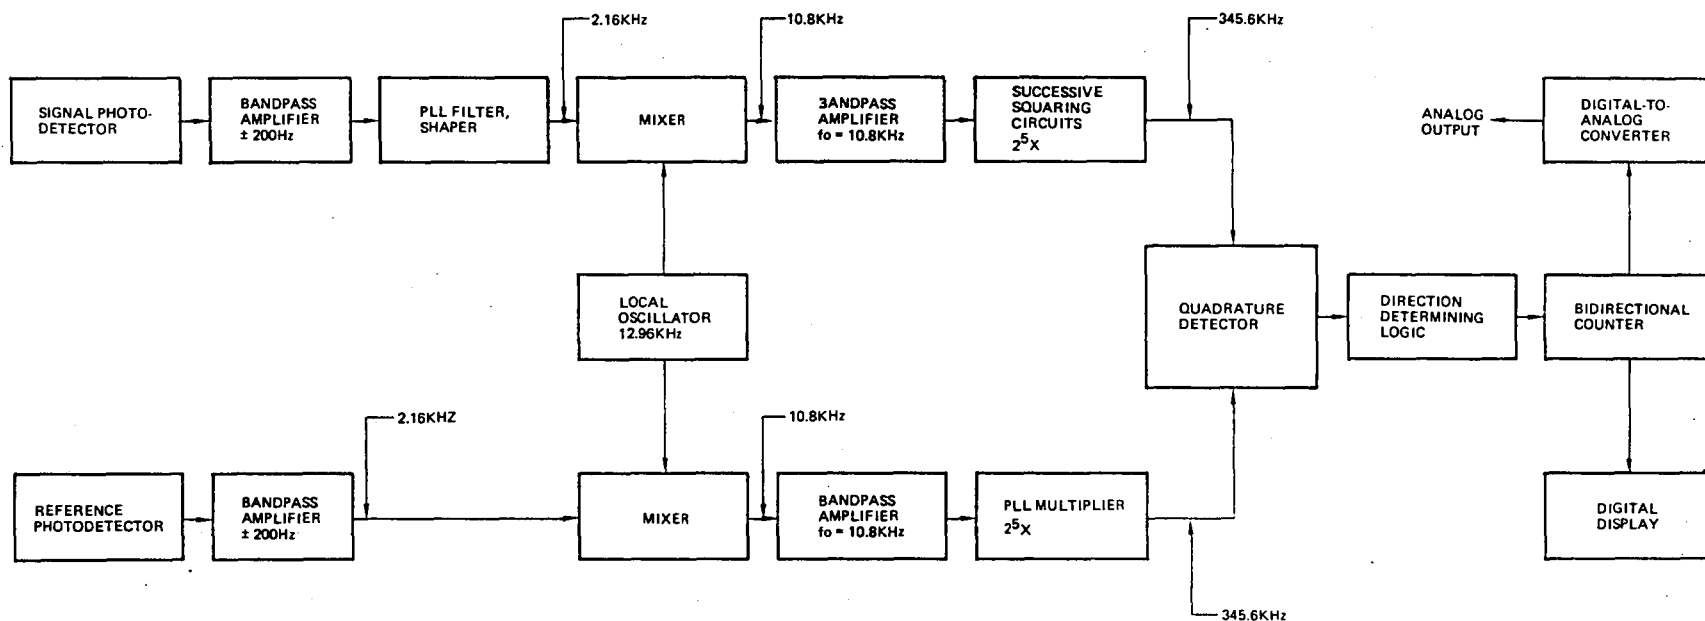 2.16KHz
10.8KHz
345.6KHz
SIGNAL PHOTO-
DETECTOR
BANDPASS
AMPLIFIER
± 200Hz
PLL FILTER,
SHAPER
MIXER
3ANDPASS
AMPLIFIER
fo = 10.8KHz
SUCCESSIVE
SQUARING
CIRCUITS
2⁵X
ANALOG
OUTPUT
DIGITAL-TO-
ANALOG
CONVERTER
LOCAL
OSCILLATOR
12.96KHz
QUADRATURE
DETECTOR
DIRECTION
DETERMINING
LOGIC
BIDIRECTIONAL
COUNTER
2.16KHZ
10.8KHz
REFERENCE
PHOTODETECTOR
BANDPASS
AMPLIFIER
± 200Hz
MIXER
BANDPASS
AMPLIFIER
fo = 10.8KHz
PLL MULTIPLIER
2⁵X
DIGITAL
DISPLAY
345.6KHz